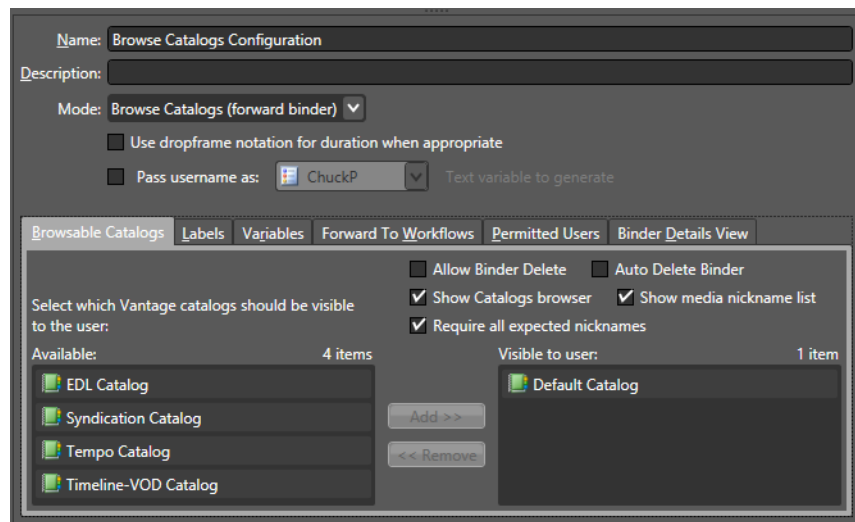 Name: Browse Catalogs Configuration
Description:
Mode: Browse Catalogs (forward binder)
Use dropframe notation for duration when appropriate
Pass username as: ChuckP Text variable to generate
Browsable Catalogs Labels Variables Forward To Workflows Permitted Users Binder Details View
Allow Binder Delete Auto Delete Binder
Show Catalogs browser Show media nickname list
Select which Vantage catalogs should be visible
to the user:
Require all expected nicknames
Available: 4 items
Visible to user: 1 item
EDL Catalog
Syndication Catalog
Tempo Catalog
Timeline-VOD Catalog
Add >>
<< Remove
Default Catalog